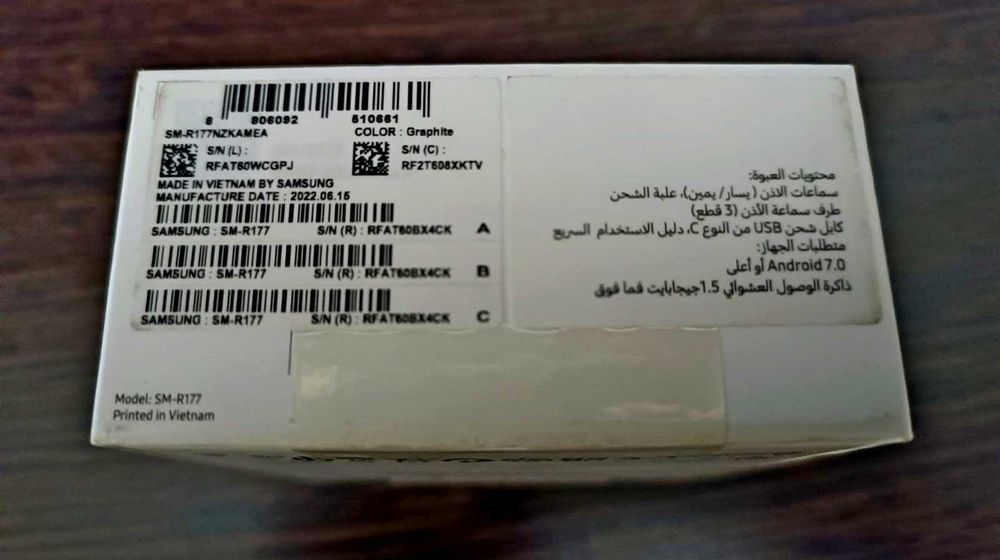 8 806092 510661
SM-R177NZKAMEA
COLOR : Graphite
S/N (L) :
RFAT60WCGPJ
S/N (C) :
RF2T608XKTV
MADE IN VIETNAM BY SAMSUNG
MANUFACTURE DATE : 2022.06.15
SAMSUNG : SM-R177 S/N (R) : RFAT60BX4CK A
SAMSUNG : SM-R177 S/N (R) : RFAT60BX4CK B
SAMSUNG : SM-R177 S/N (R) : RFAT60BX4CK C
محتويات العبوة:
سماعات الاذن (يسار/ يمين)، علبة الشحن
طرف سماعة الأذن (3 قطع)
كابل شحن USB من النوع C، دليل الاستخدام السريع
متطلبات الجهاز:
Android 7.0 أو أعلى
ذاكرة الوصول العشوائي 1.5جيجابايت فما فوق
Model: SM-R177
Printed in Vietnam